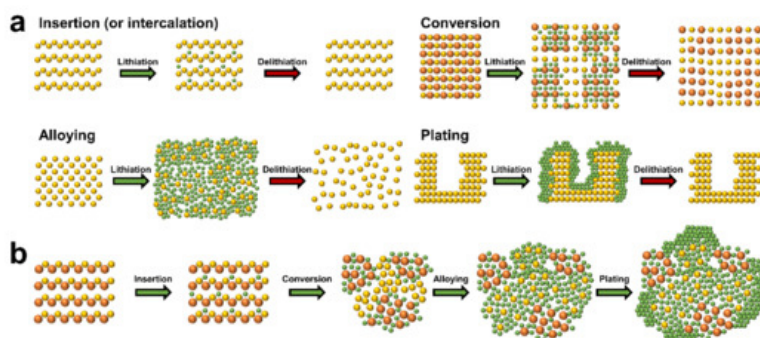 a
Insertion (or intercalation)
Conversion
Lithiation
Delithiation
Lithiation
Delithiation
Alloying
Plating
Lithiation
Delithiation
Lithiation
Delithiation
b
Insertion
Conversion
Alloying
Plating